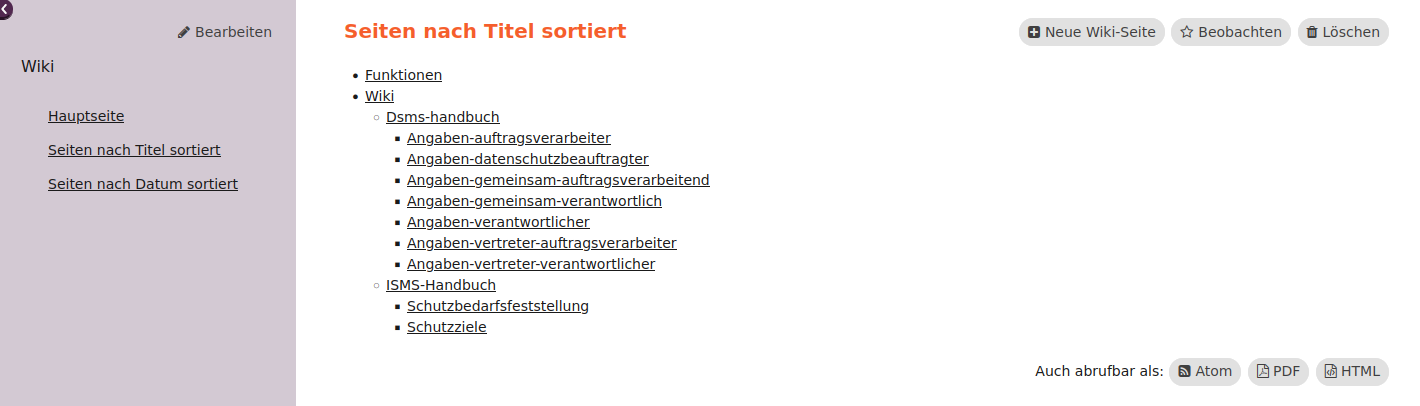 Bearbeiten
Wiki
Hauptseite
Seiten nach Titel sortiert
Seiten nach Datum sortiert
Seiten nach Titel sortiert
Neue Wiki-Seite
Beobachten
Löschen
Funktionen
Wiki
Dsms-handbuch
Angaben-auftragsverarbeiter
Angaben-datenschutzbeauftragter
Angaben-gemeinsam-auftragsverarbeitend
Angaben-gemeinsam-verantwortlich
Angaben-verantwortlicher
Angaben-vertreter-auftragsverarbeiter
Angaben-vertreter-verantwortlicher
ISMS-Handbuch
Schutzbedarfsfeststellung
Schutzziele
Auch abrufbar als: Atom PDF HTML